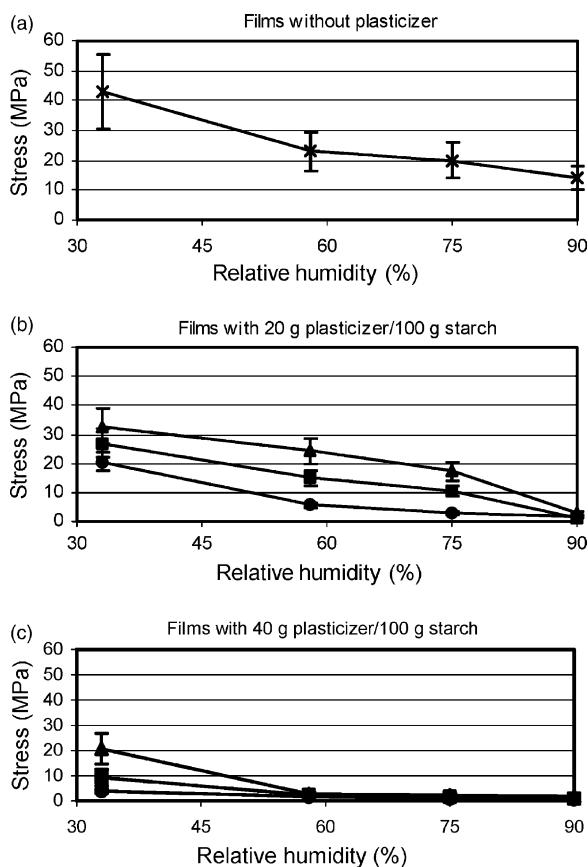 (a)
Films without plasticizer
60
50
40
30
20
10
0
Stress (MPa)
30 45 60 75 90
Relative humidity (%)
(b)
Films with 20 g plasticizer/100 g starch
60
50
40
30
20
10
0
Stress (MPa)
30 45 60 75 90
Relative humidity (%)
(c)
Films with 40 g plasticizer/100 g starch
60
50
40
30
20
10
0
Stress (MPa)
30 45 60 75 90
Relative humidity (%)